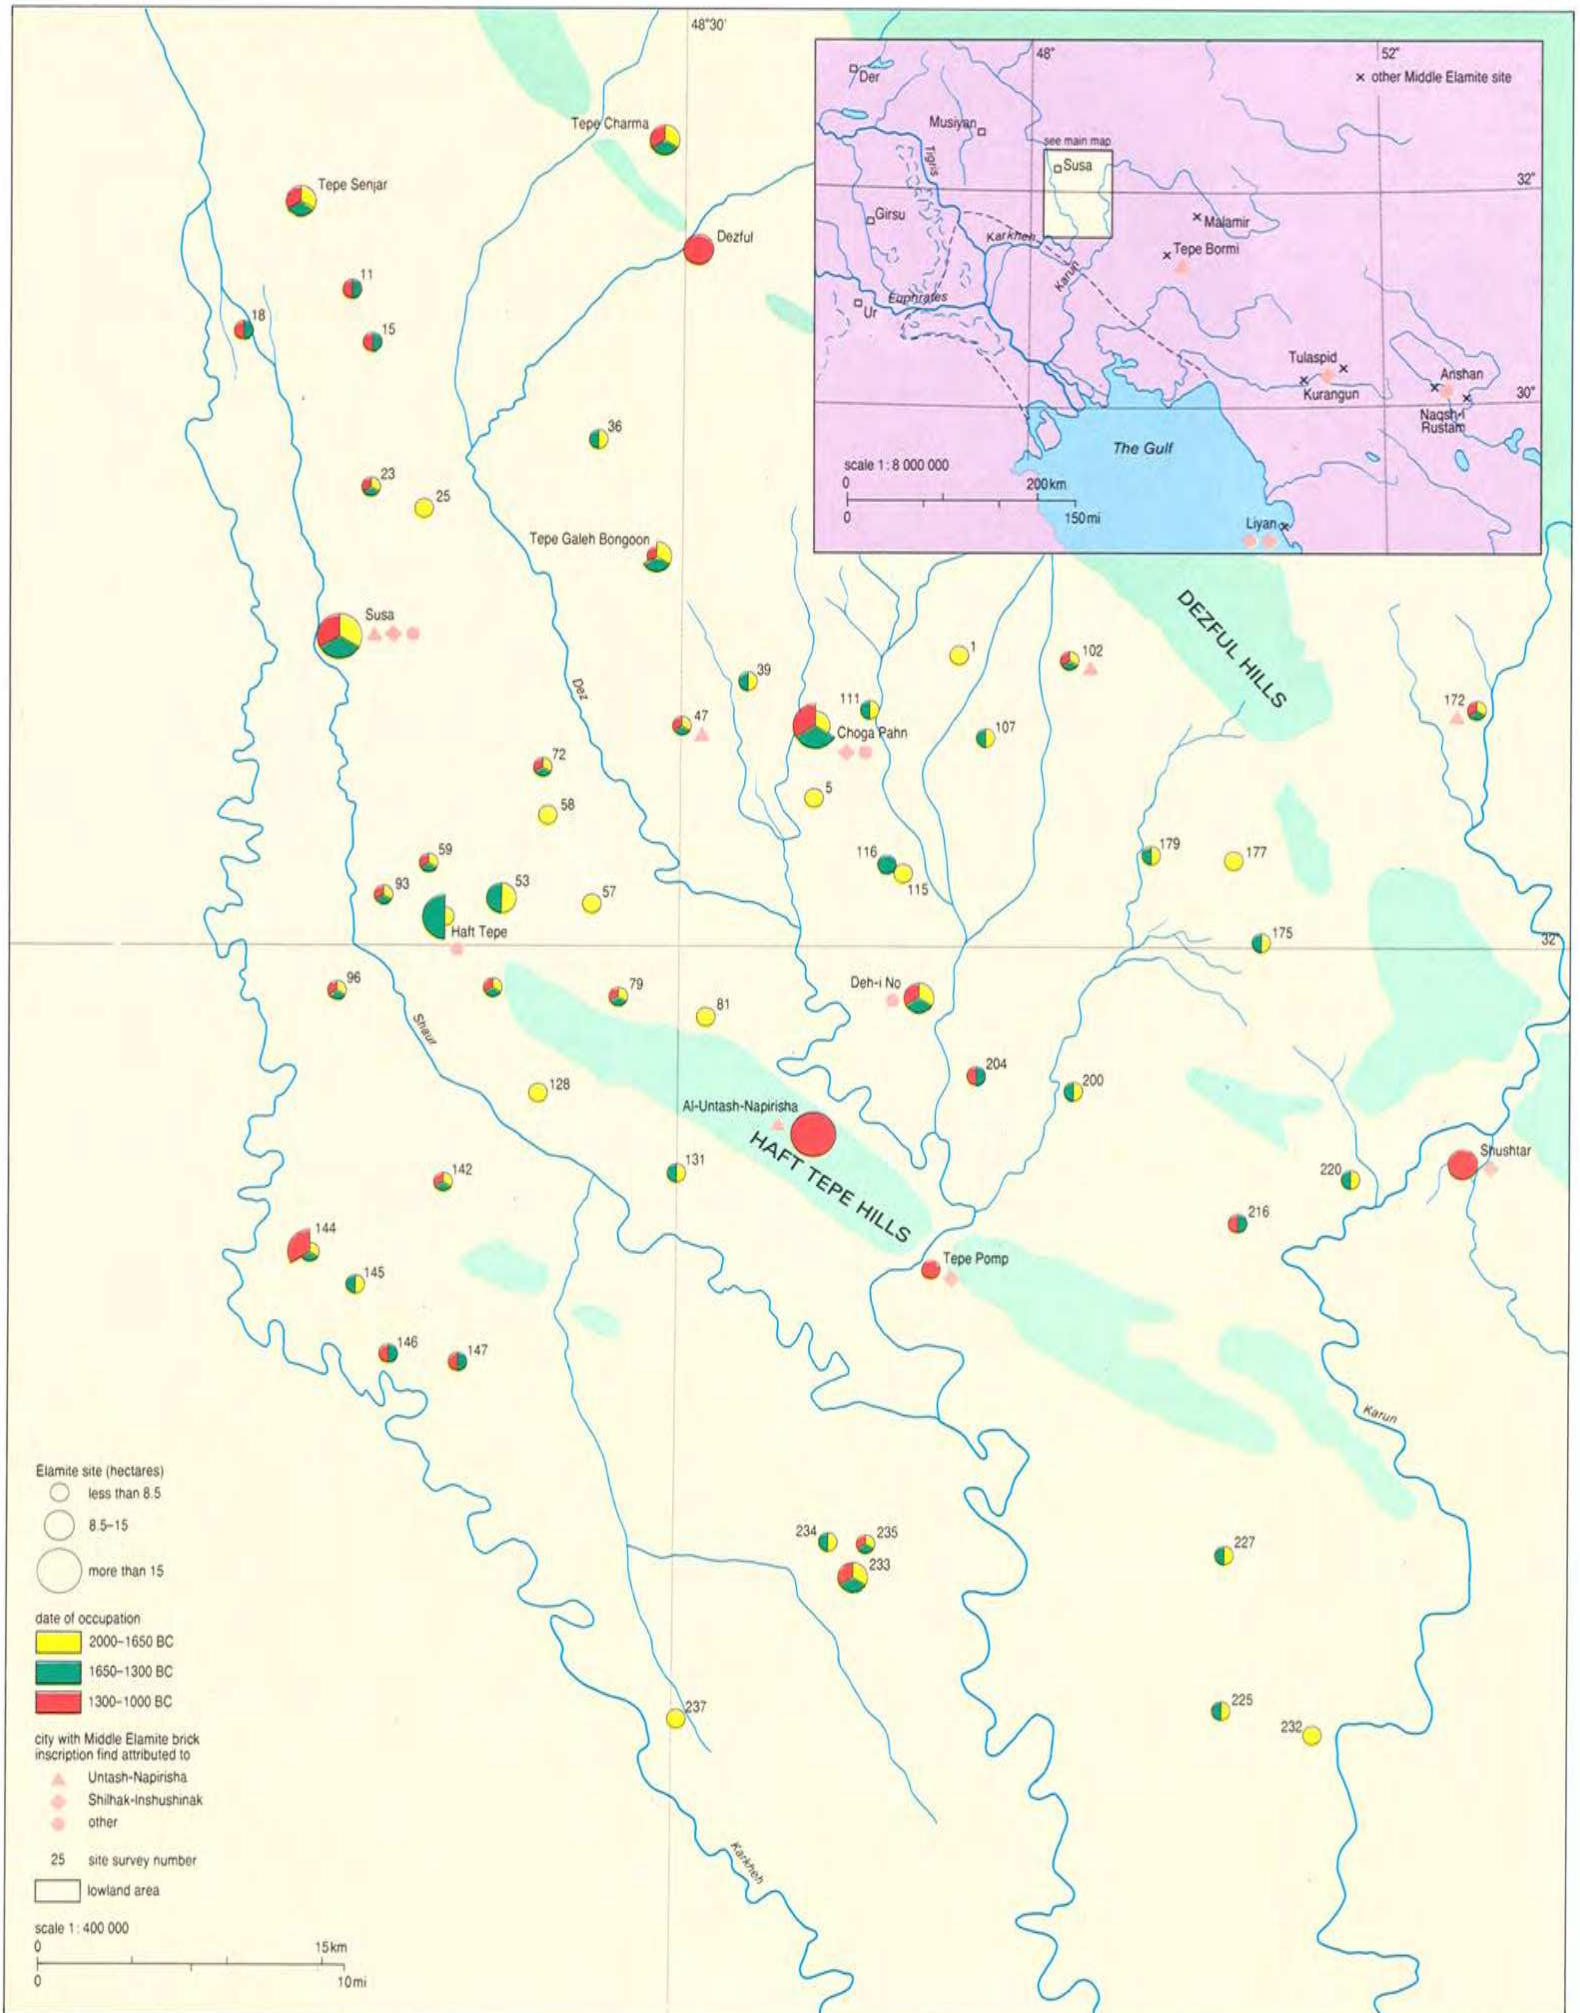 48°30'
48°
52°
Der
× other Middle Elamite site
Musiyan
Tigris
see main map
Susa
32°
Girsu
Malamir
Karkheh
Tepe Bormi
Karun
Euphrates
Ur
Tulaspid
Kurangun
Anshan
30°
Naqsh-i
Rustam
The Gulf
scale 1:8 000 000
0
200km
0
150mi
Liyan
Tepe Charma
Tepe Senjar
Dezful
11
18
15
36
23
25
Tepe Galeh Bongoon
DEZFUL HILLS
Susa
1
102
39
Dez
111
172
47
Choga Pahn
107
72
5
58
59
116
179
177
93
53
57
115
Haft Tepe
175
32°
96
79
Deh-i No
81
Shaur
204
200
128
Al-Untash-Napirisha
HAFT TEPE HILLS
Shushtar
142
131
220
216
144
Tepe Pomp
145
146
147
Karun
234
235
233
227
237
225
232
Karkheh
Elamite site (hectares)
less than 8.5
8.5–15
more than 15
date of occupation
2000–1650 BC
1650–1300 BC
1300–1000 BC
city with Middle Elamite brick
inscription find attributed to
Untash-Napirisha
Shilhak-Inshushinak
other
25 site survey number
lowland area
scale 1:400 000
0
15km
0
10mi